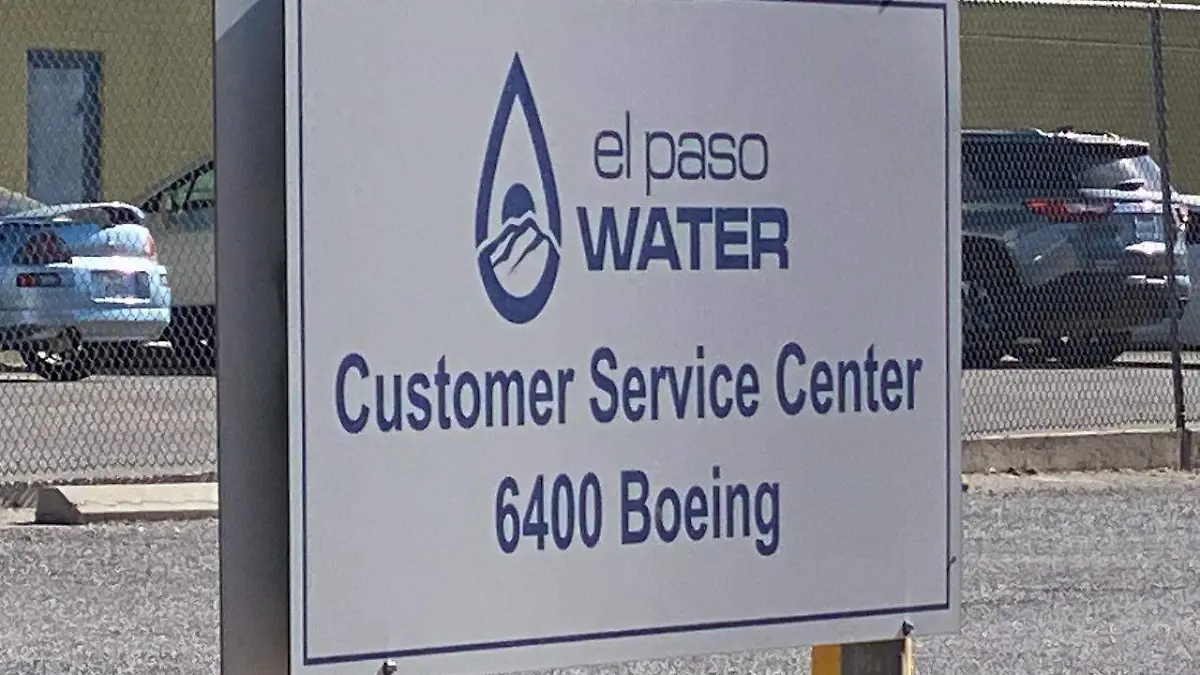 el paso
WATER
Customer Service Center
6400 Boeing